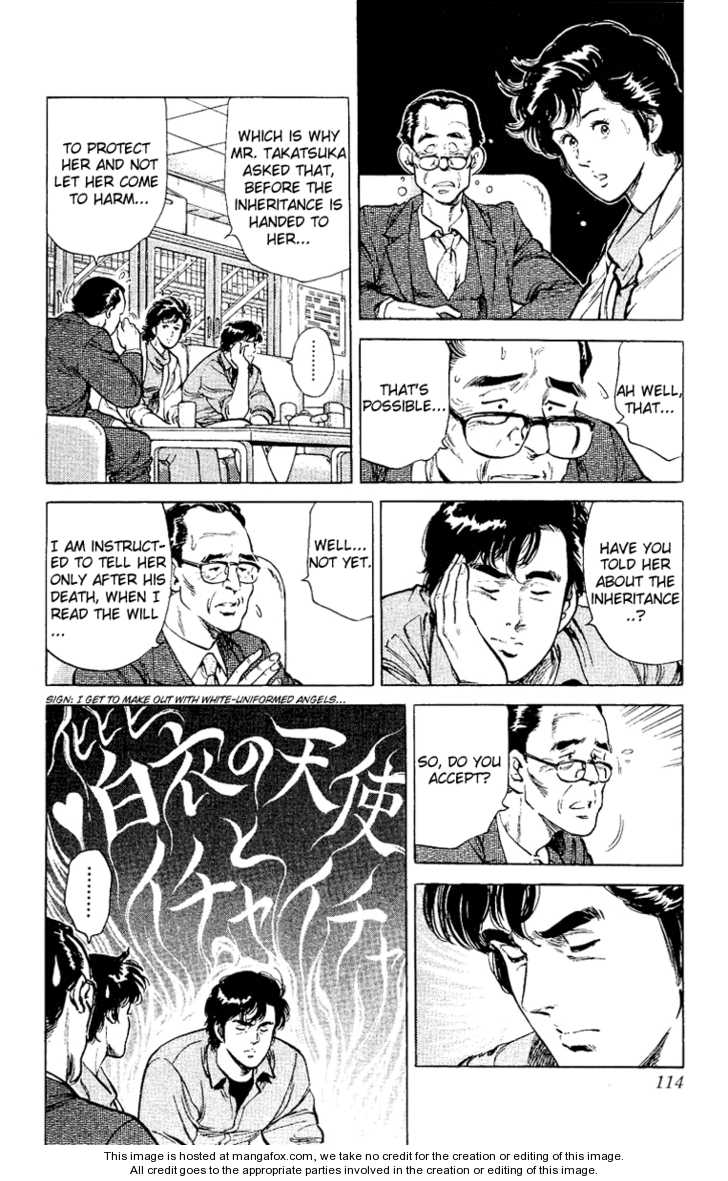 WHICH IS WHY
MR. TAKATSUKA
ASKED THAT,
BEFORE THE
INHERITANCE IS
HANDED TO
HER...
TO PROTECT
HER AND NOT
LET HER COME
TO HARM...
AH WELL,
THAT...
THAT'S
POSSIBLE...
HAVE YOU
TOLD HER
ABOUT THE
INHERITANCE
..?
WELL...
NOT YET.
I AM INSTRUCT-
ED TO TELL HER
ONLY AFTER HIS
DEATH, WHEN I
READ THE WILL
...
SO, DO YOU
ACCEPT?
SIGN: I GET TO MAKE OUT WITH WHITE-UNIFORMED ANGELS...
白衣の天使
と
イチャイチャ
114
This image is hosted at mangafox.com, we take no credit for the creation or editing of this image.
All credit goes to the appropriate parties involved in the creation or editing of this image.